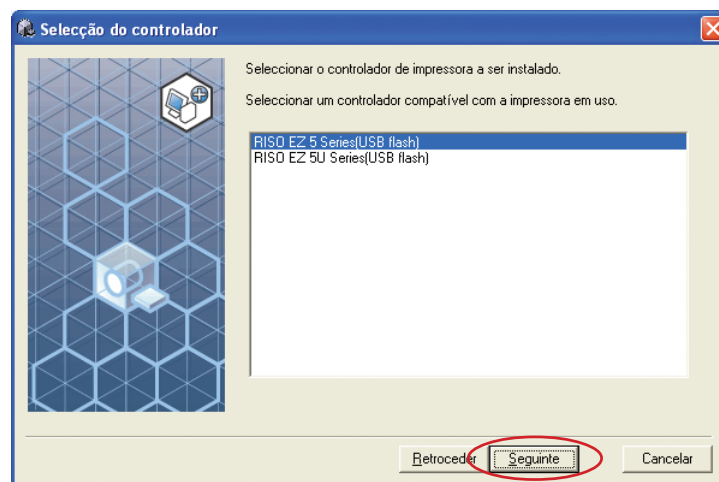 Selecção do controlador
Seleccionar o controlador de impressora a ser instalado.
Seleccionar um controlador compatível com a impressora em uso.
RISO EZ 5 Series(USB flash)
RISO EZ 5U Series(USB flash)
Retroceder
Seguinte
Cancelar